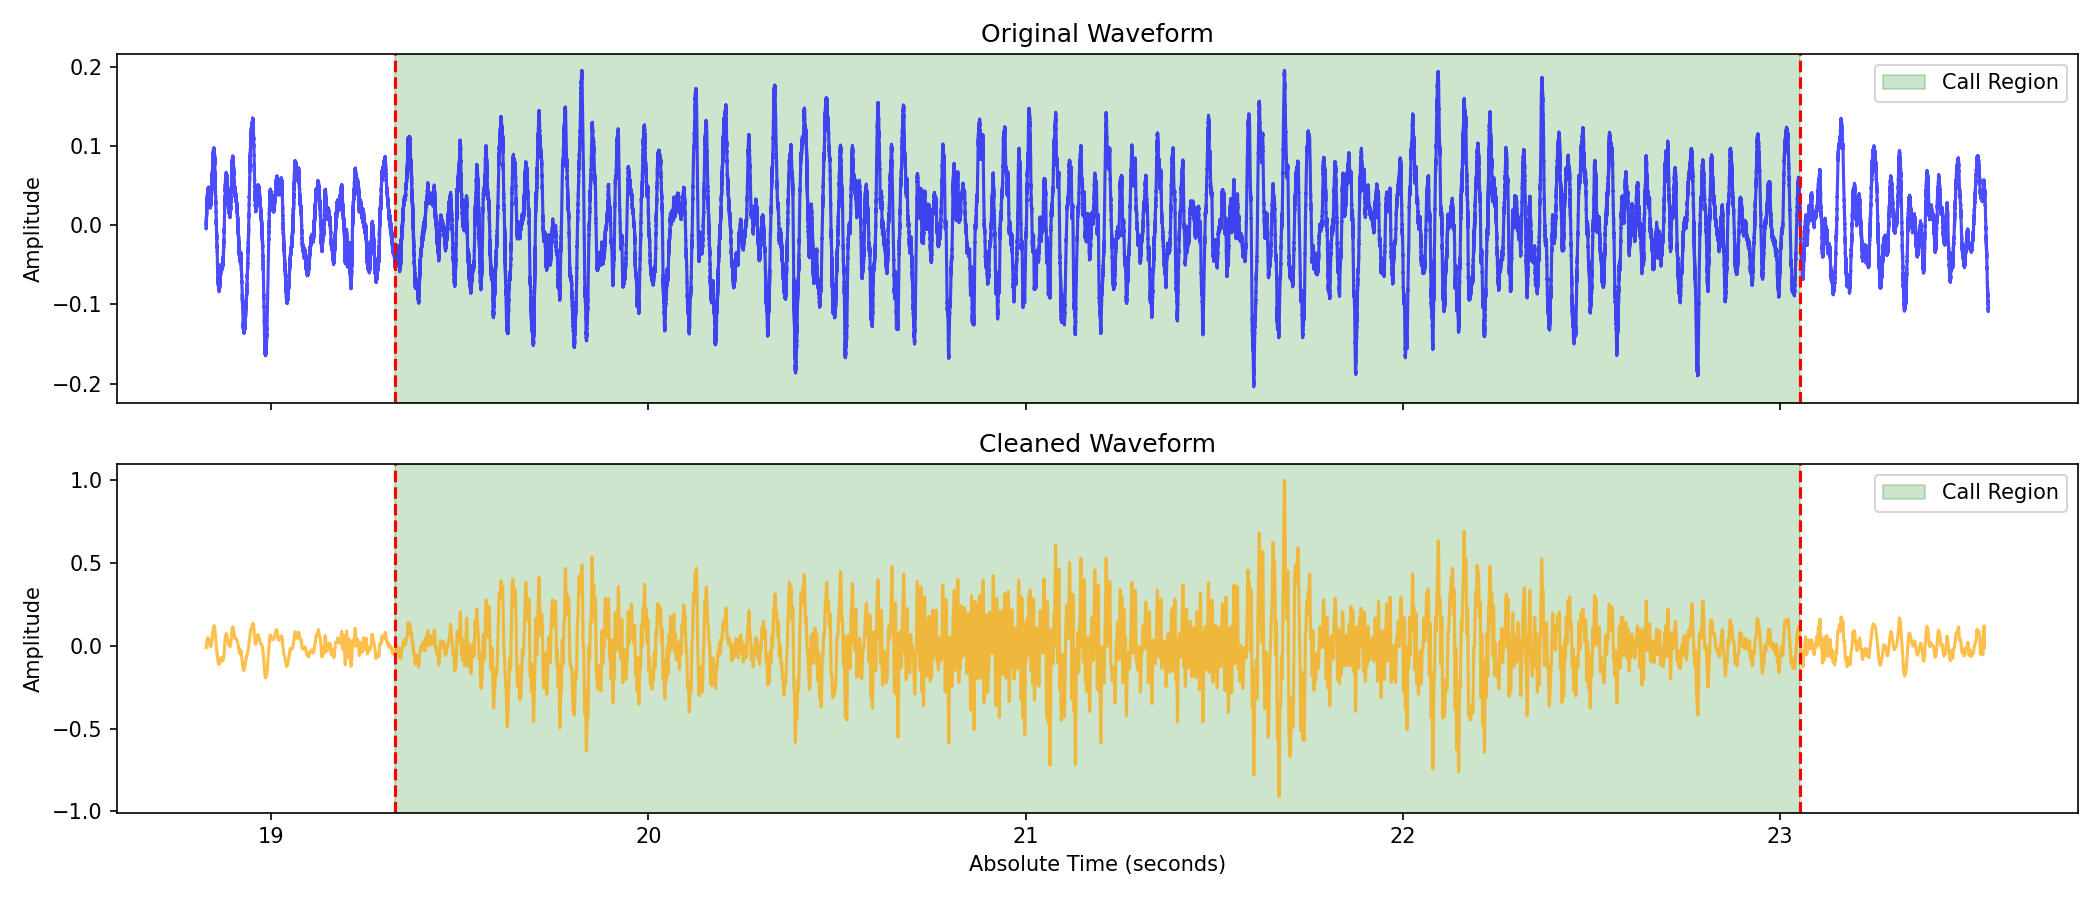 Original Waveform
0.2
0.1
0.0
−0.1
−0.2
Amplitude
Call Region
Cleaned Waveform
1.0
0.5
0.0
−0.5
−1.0
Amplitude
Call Region
19 20 21 22 23
Absolute Time (seconds)